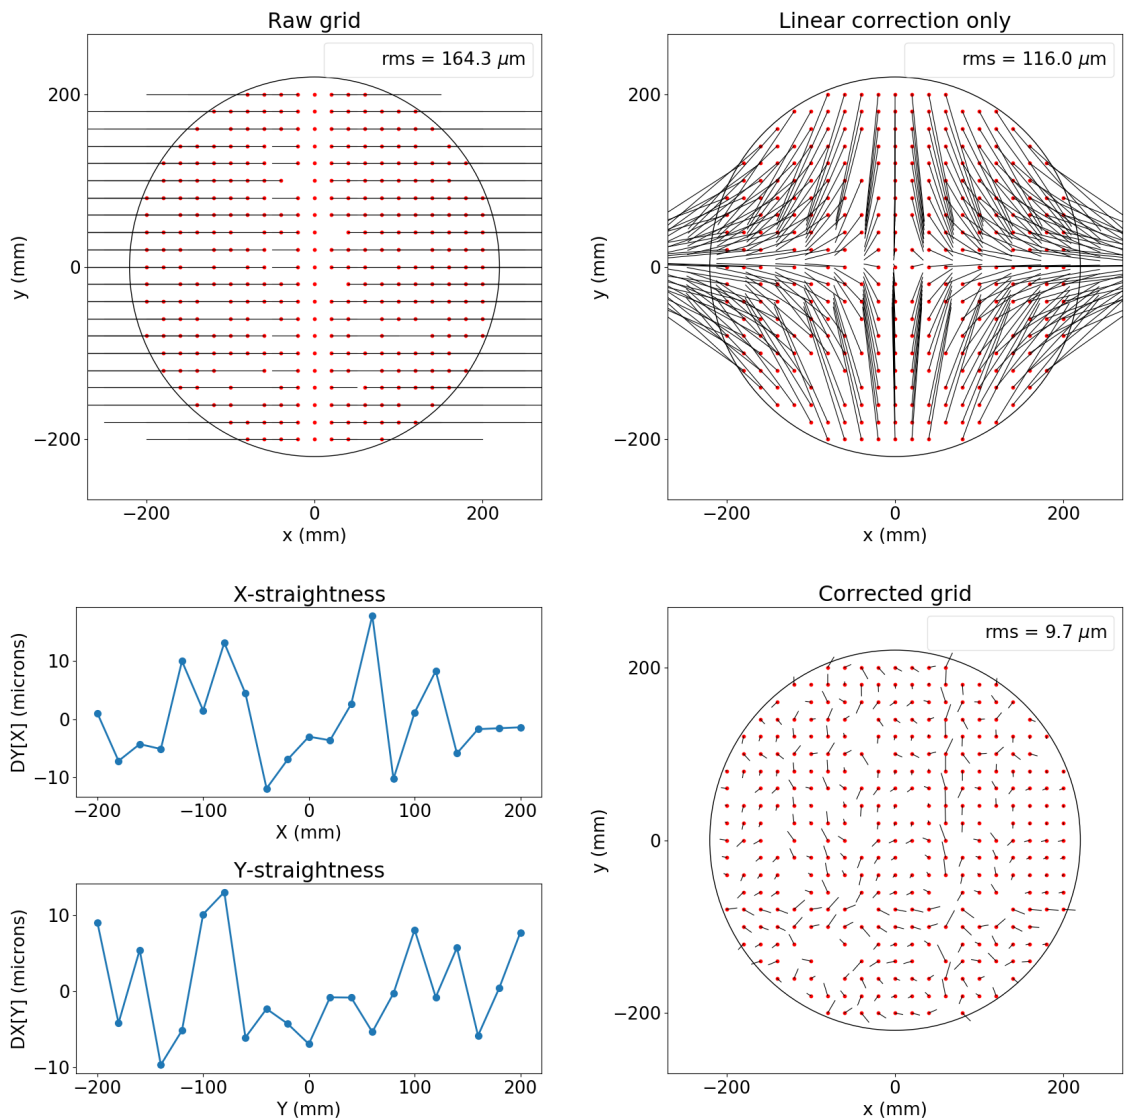 Raw grid
rms = 164.3 μm
200
0
−200
y (mm)
−200 0 200
x (mm)
Linear correction only
rms = 116.0 μm
200
0
−200
y (mm)
−200 0 200
x (mm)
X-straightness
10
0
−10
DY[X] (microns)
−200 −100 0 100 200
X (mm)
Y-straightness
10
0
−10
DX[Y] (microns)
−200 −100 0 100 200
Y (mm)
Corrected grid
rms = 9.7 μm
200
0
−200
y (mm)
−200 0 200
x (mm)